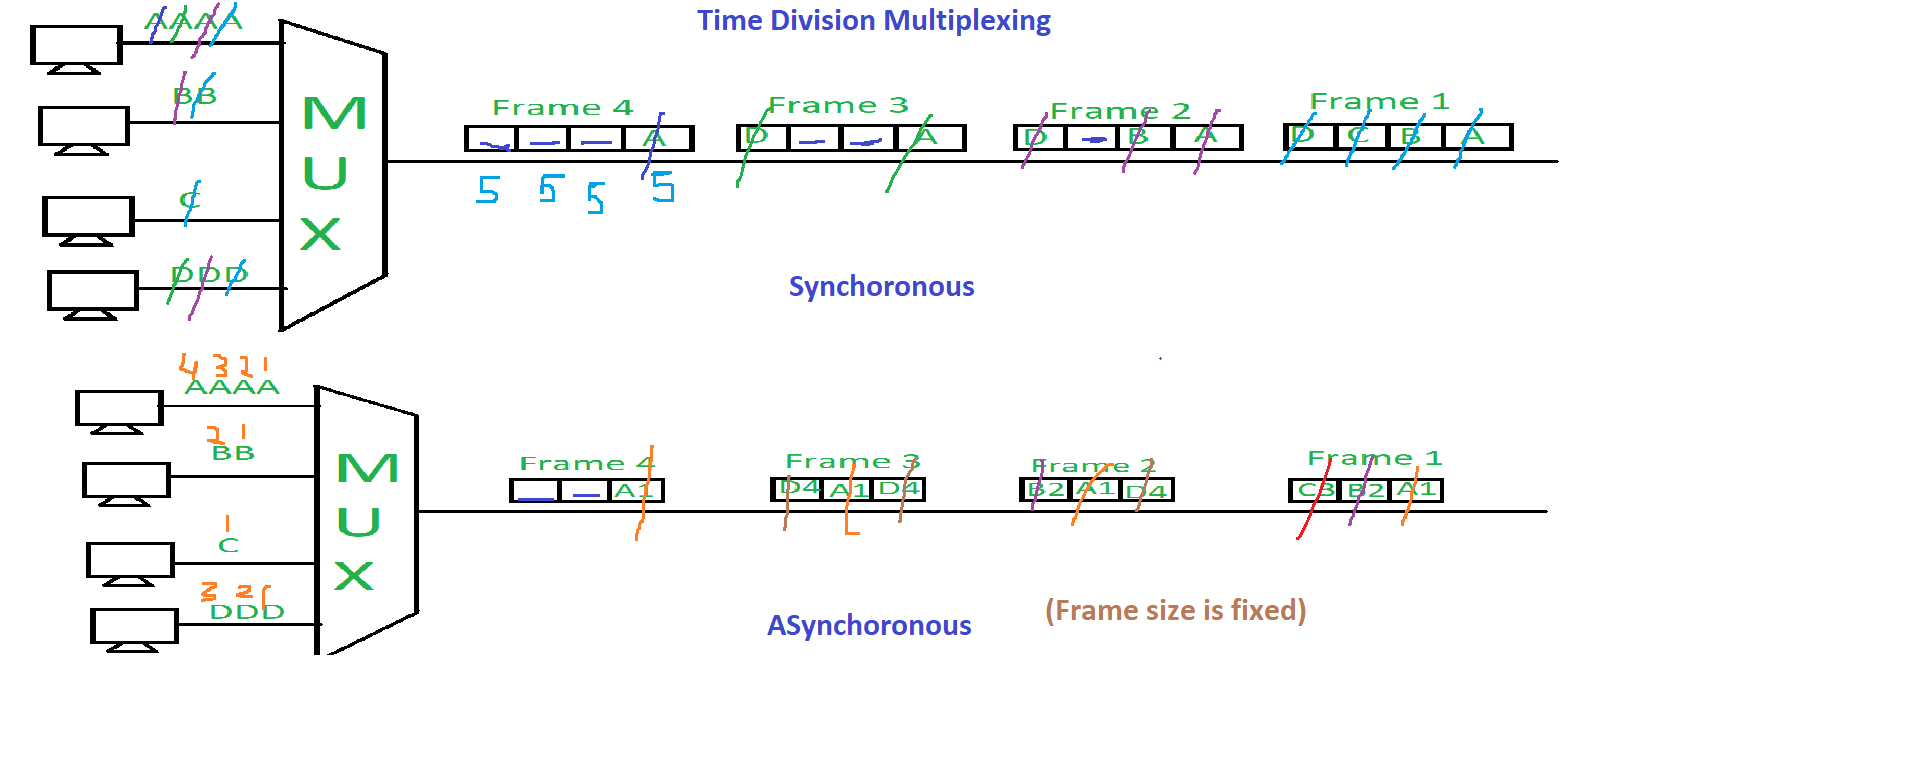 Time Division Multiplexing
AAAA
BB
C
DDD
M
U
X
Frame 4
Frame 3
Frame 2
Frame 1
A
D A
D B A
D C B A
5 5 5 5
Synchoronous
4 3 2 1
AAAA
2 1
BB
1
C
3 2 1
DDD
M
U
X
Frame 4
Frame 3
Frame 2
Frame 1
A1
D4 A1 D4
B2 A1 D4
C3 B2 A1
ASynchoronous
(Frame size is fixed)